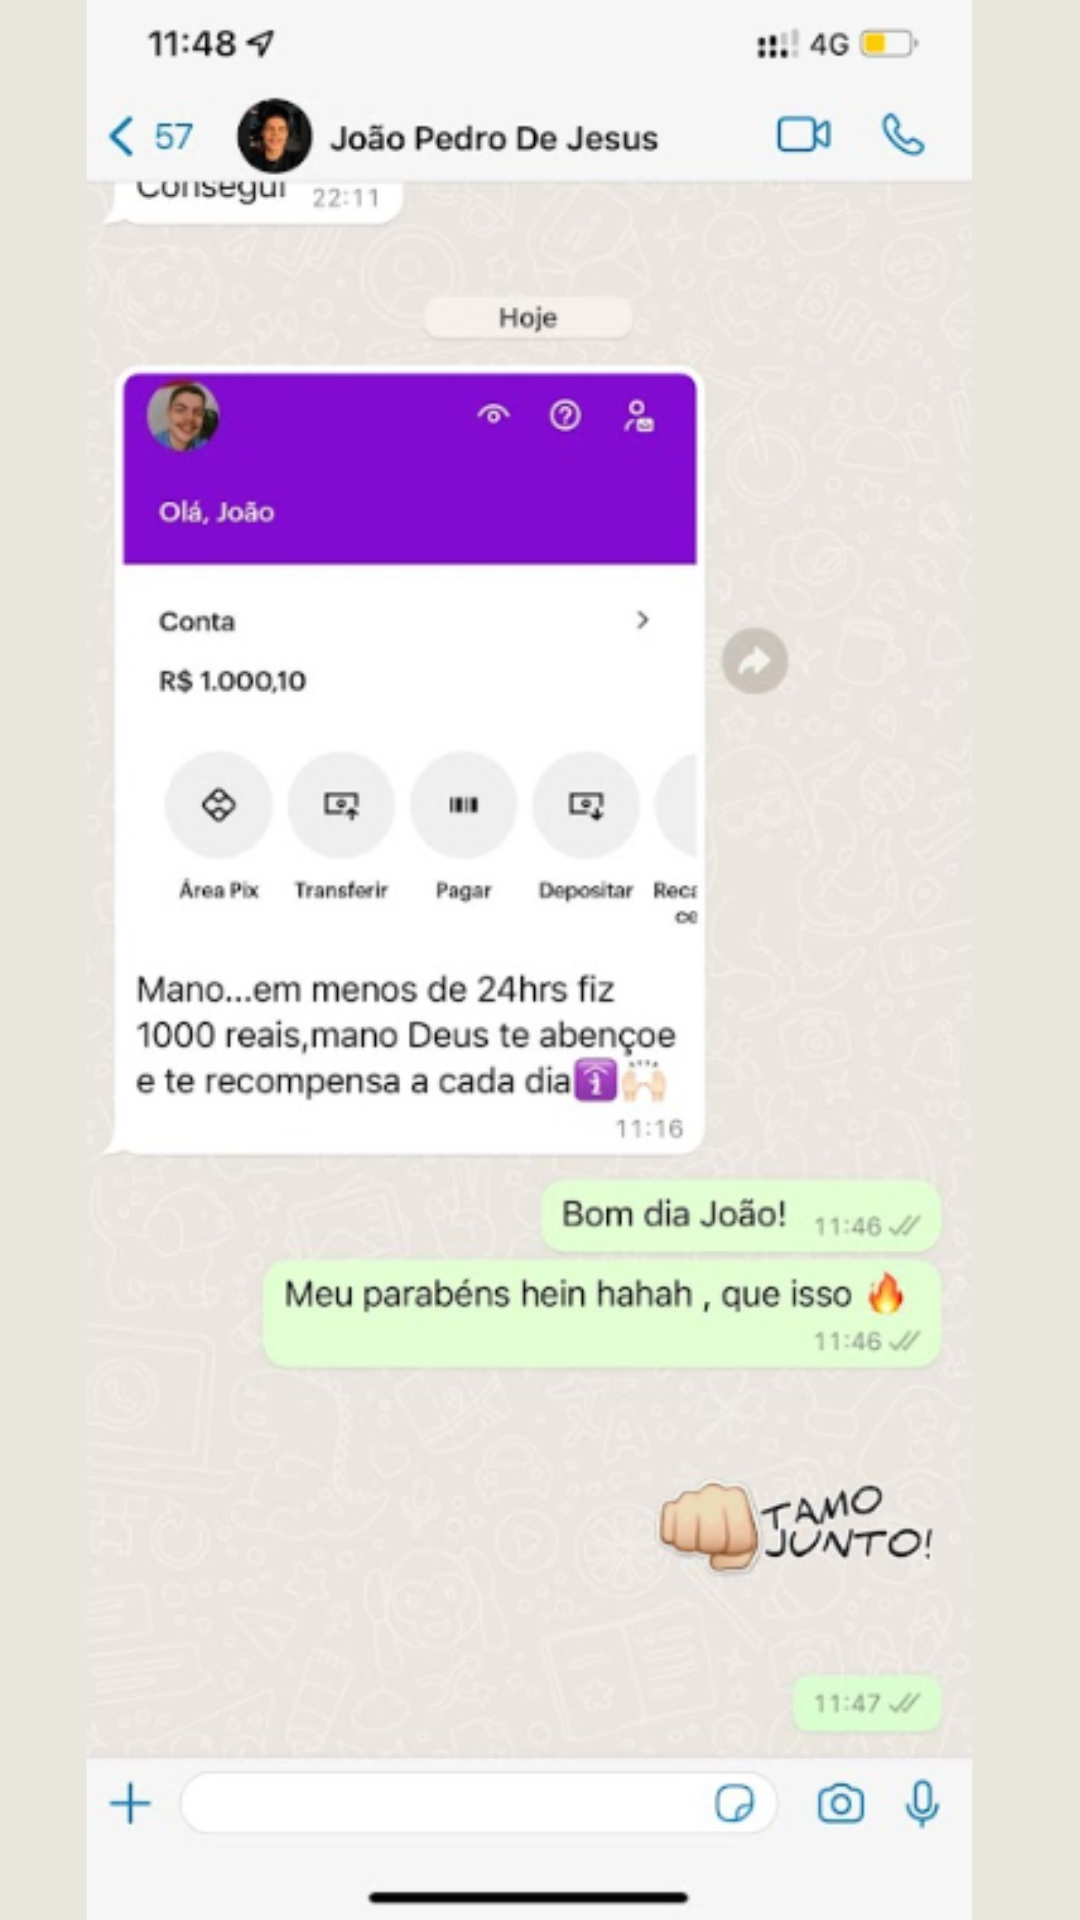 11:48
4G
57
João Pedro De Jesus
Consegui 22:11
Hoje
Olá, João
Conta
R$ 1.000,10
Área Pix
Transferir
Pagar
Depositar
Reca
ce
Mano...em menos de 24hrs fiz
1000 reais,mano Deus te abençoe
e te recompensa a cada dia🛐🙌🏻
11:16
Bom dia João! 11:46
Meu parabéns hein hahah , que isso 🔥
11:46
TAMO
JUNTO!
11:47